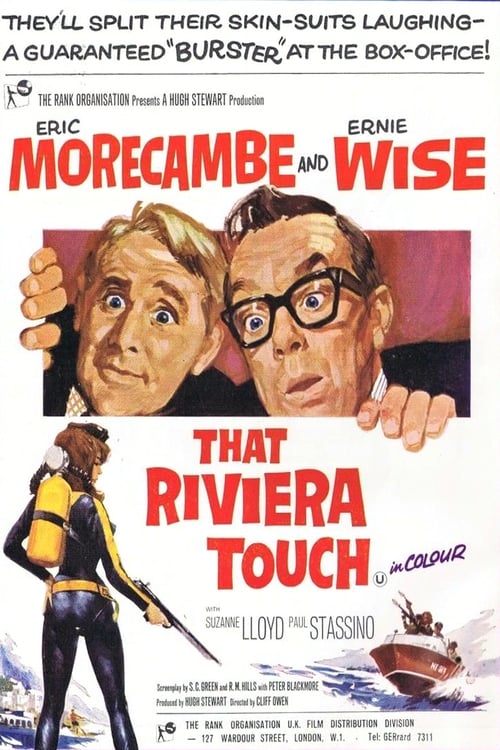 THEY'LL SPLIT THEIR SKIN-SUITS LAUGHING-
A GUARANTEED "BURSTER" AT THE BOX-OFFICE!
THE RANK ORGANISATION Presents A HUGH STEWART Production
ERIC ERNIE
MORECAMBE AND WISE
THAT
RIVIERA
TOUCH U in COLOUR
WITH
SUZANNE LLOYD PAUL STASSINO
Screenplay by S.C. GREEN and R.M. HILLS with PETER BLACKMORE
Produced by HUGH STEWART Directed by CLIFF OWEN
THE RANK ORGANISATION U.K. FILM DISTRIBUTION DIVISION
— 127 WARDOUR STREET, LONDON, W.1. Tel: GERrard 7311